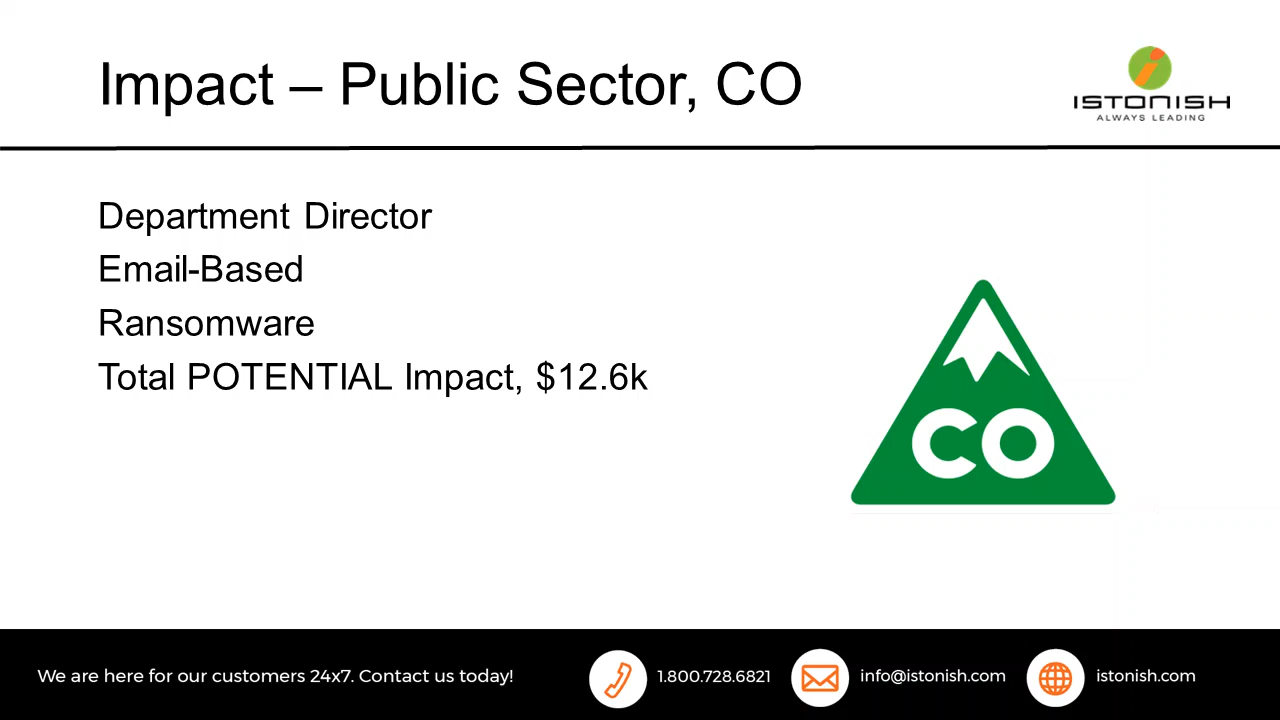 Impact – Public Sector, CO
ISTONISH
ALWAYS LEADING
Department Director
Email-Based
Ransomware
Total POTENTIAL Impact, $12.6k
CO
We are here for our customers 24x7. Contact us today!
1.800.728.6821
info@istonish.com
istonish.com